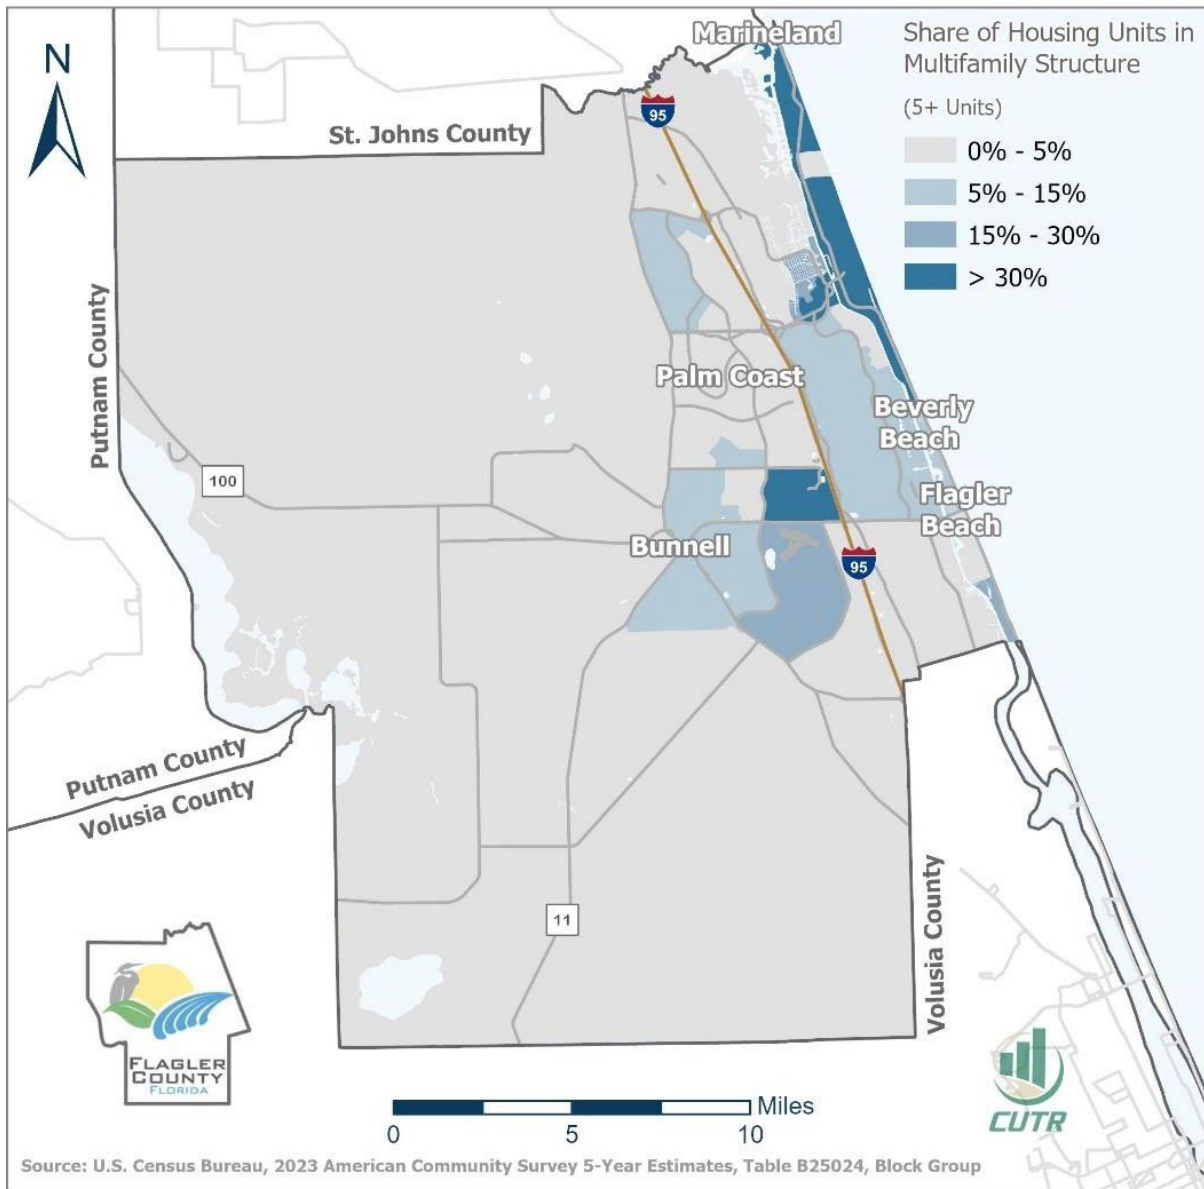 Marineland
Share of Housing Units in
Multifamily Structure
(5+ Units)
0% - 5%
5% - 15%
15% - 30%
> 30%
N
95
St. Johns County
Putnam County
Palm Coast
Beverly
Beach
100
Flagler
Beach
Bunnell
95
Putnam County
Volusia County
11
Volusia County
FLAGLER
COUNTY
FLORIDA
CUTR
Miles
0 5 10
Source: U.S. Census Bureau, 2023 American Community Survey 5-Year Estimates, Table B25024, Block Group